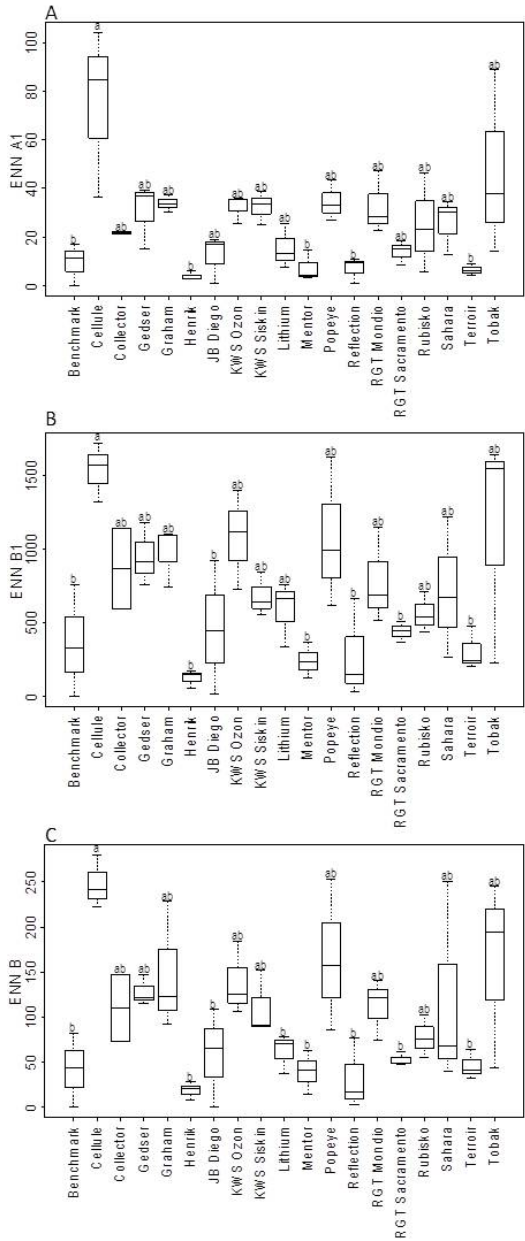 A
ENN A1
100
80
60
40
20
0
b a ab ab ab b ab ab ab ab b ab b ab ab ab ab b ab
Benchmark
Cellule
Collector
Gedser
Graham
Henrik
JB Diego
KWS Ozon
KWS Siskin
Lithium
Mentor
Popeye
Reflection
RGT Mondio
RGT Sacramento
Rubisko
Sahara
Terroir
Tobak
B
ENN B1
1500
1000
500
0
b a ab ab ab b b ab ab ab b ab b ab b ab ab b ab
Benchmark
Cellule
Collector
Gedser
Graham
Henrik
JB Diego
KWS Ozon
KWS Siskin
Lithium
Mentor
Popeye
Reflection
RGT Mondio
RGT Sacramento
Rubisko
Sahara
Terroir
Tobak
C
ENN B
250
200
150
100
50
0
b a ab ab ab b b ab ab ab b ab b ab b ab ab b ab
Benchmark
Cellule
Collector
Gedser
Graham
Henrik
JB Diego
KWS Ozon
KWS Siskin
Lithium
Mentor
Popeye
Reflection
RGT Mondio
RGT Sacramento
Rubisko
Sahara
Terroir
Tobak